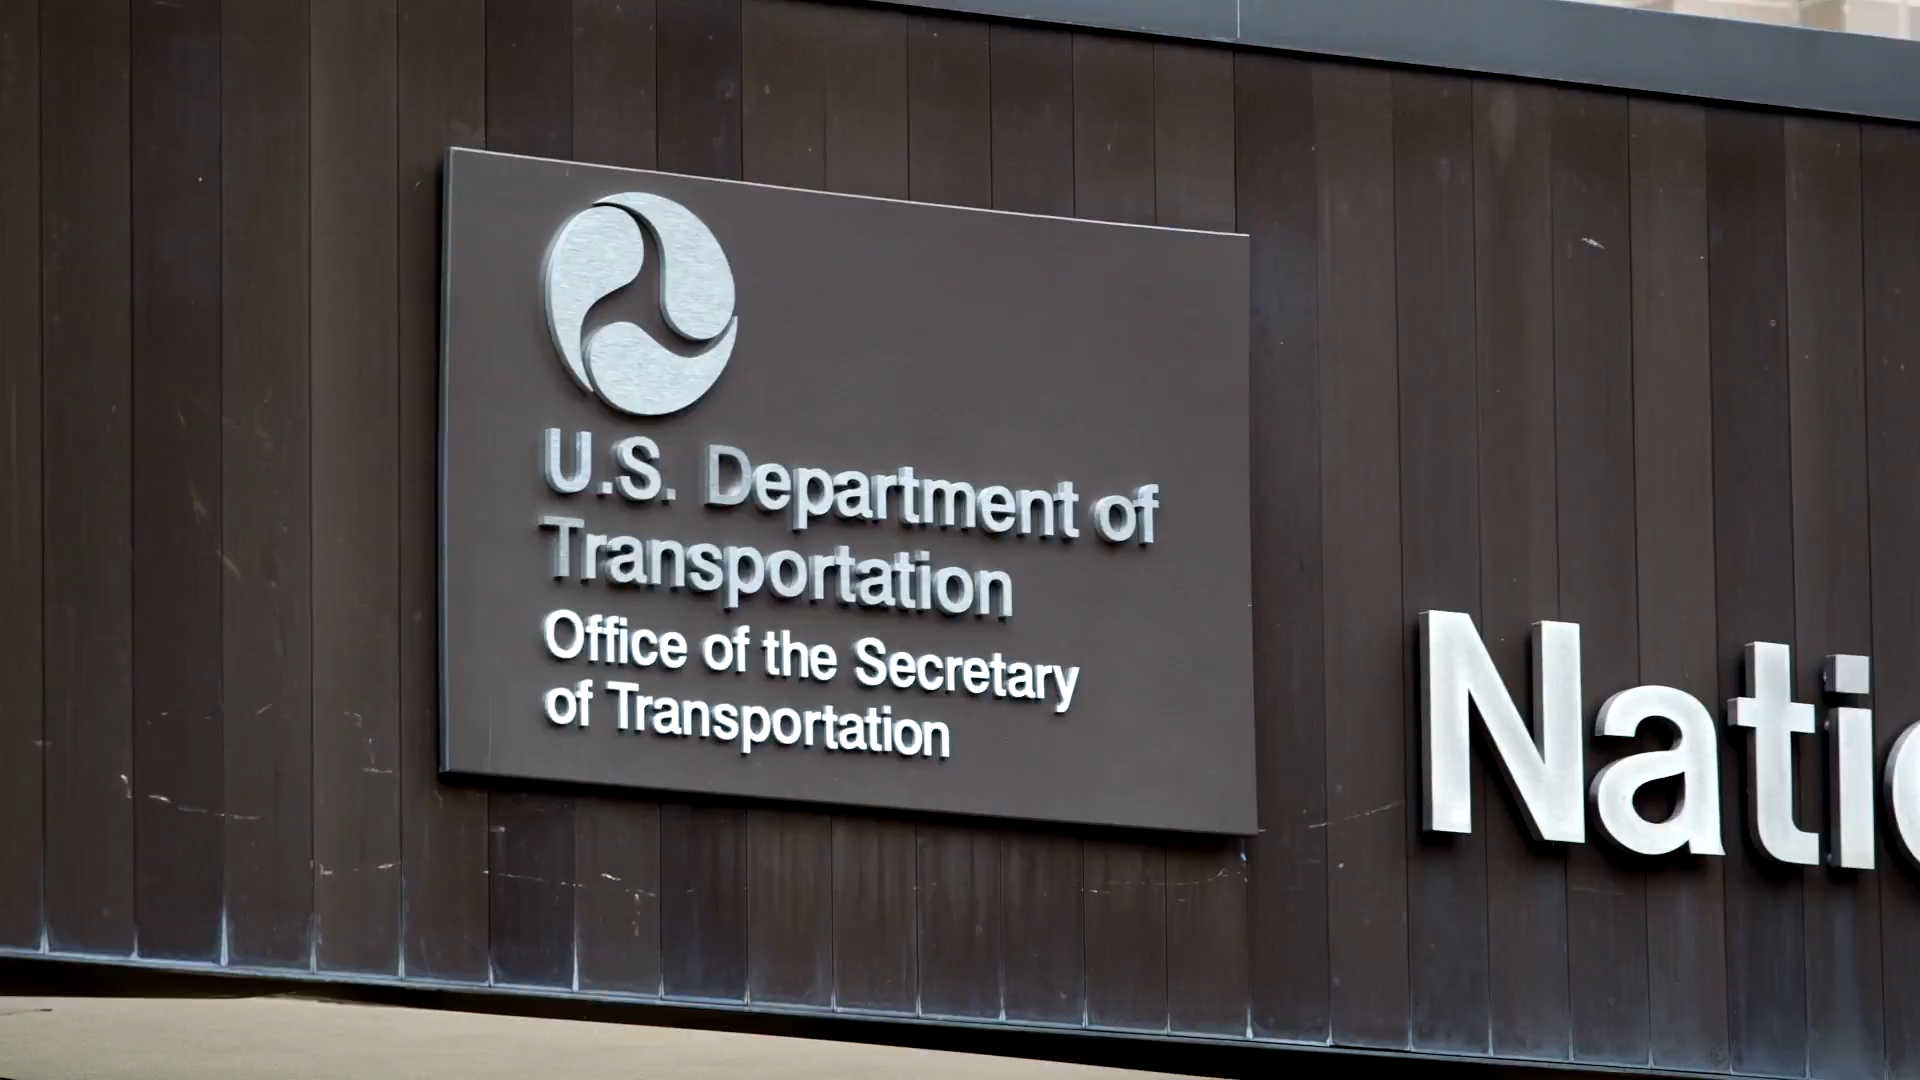 U.S. Department of
Transportation
Office of the Secretary
of Transportation
Nati